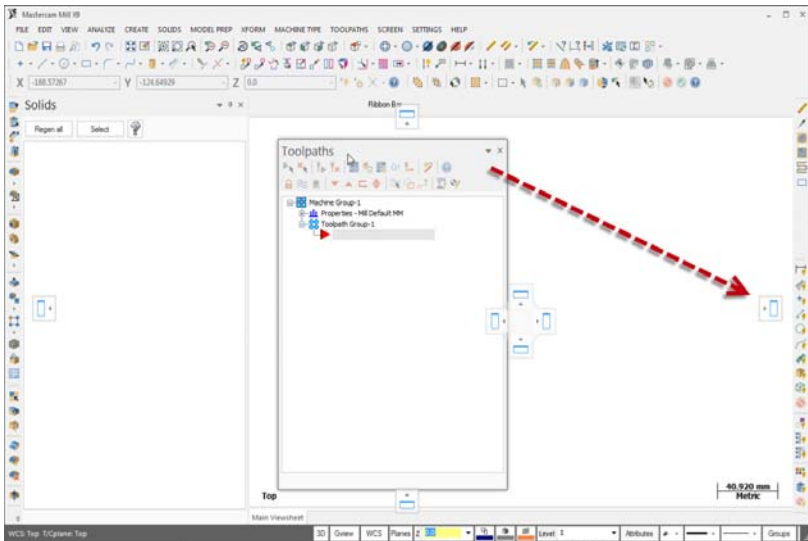 Mastercam Mill X9
FILE EDIT VIEW ANALYZE CREATE SOLIDS MODEL PREP XFORM MACHINE TYPE TOOLPATHS SCREEN SETTINGS HELP
X -188.57267 Y -124.64929 Z 0.0
Solids
Ribbon Bar
Regen all Select
Toolpaths
Machine Group-1
Properties - Mill Default MM
Toolpath Group-1
Top
40.920 mm
Metric
Main Viewsheet
WCS: Top T/Cplane: Top 3D Gview WCS Planes Z 0.0 Level 1 Attributes Groups